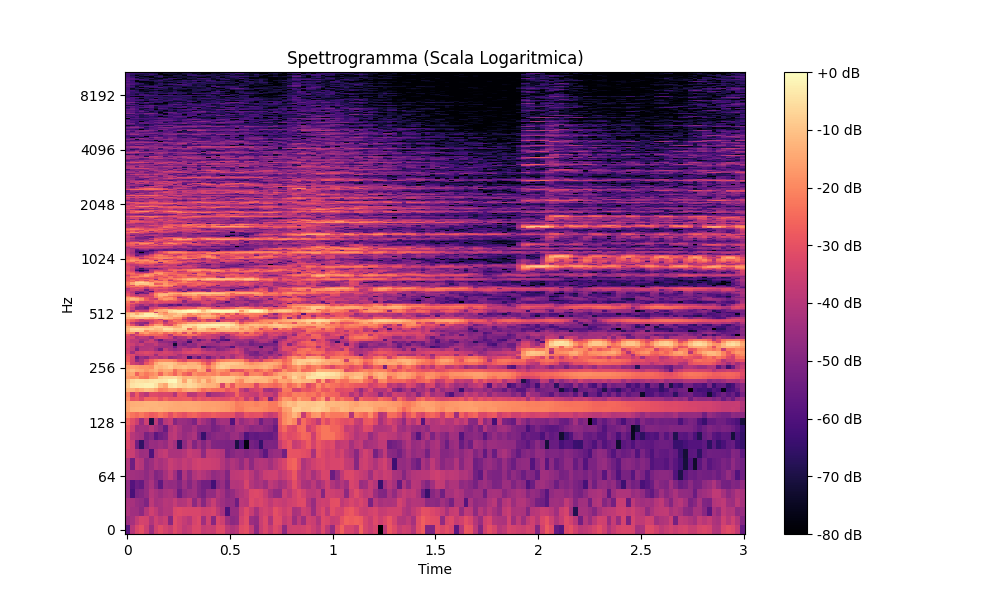 Spettrogramma (Scala Logaritmica)
Hz
8192
4096
2048
1024
512
256
128
64
0
0 0.5 1 1.5 2 2.5 3
Time
+0 dB
-10 dB
-20 dB
-30 dB
-40 dB
-50 dB
-60 dB
-70 dB
-80 dB